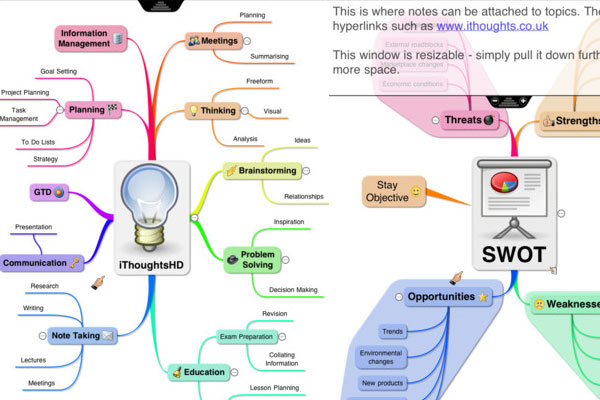 Information
Management
Planning
Meetings
Summarising
Goal Setting
Project Planning
Task
Management
Planning
To Do Lists
Strategy
Freeform
Thinking
Visual
Analysis
Ideas
Brainstorming
Relationships
GTD
iThoughtsHD
Presentation
Communication
Inspiration
Problem
Solving
Decision Making
Research
Writing
Note Taking
Lectures
Meetings
Revision
Exam Preparation
Collating
Information
Education
Lesson Planning
This is where notes can be attached to topics. The
hyperlinks such as www.ithoughts.co.uk
This window is resizable - simply pull it down furth
more space.
External roadblocks
changes
Economic conditions
Threats
Strengths
Stay
Objective
SWOT
Opportunities
Weaknesse
Trends
Environmental
changes
New products